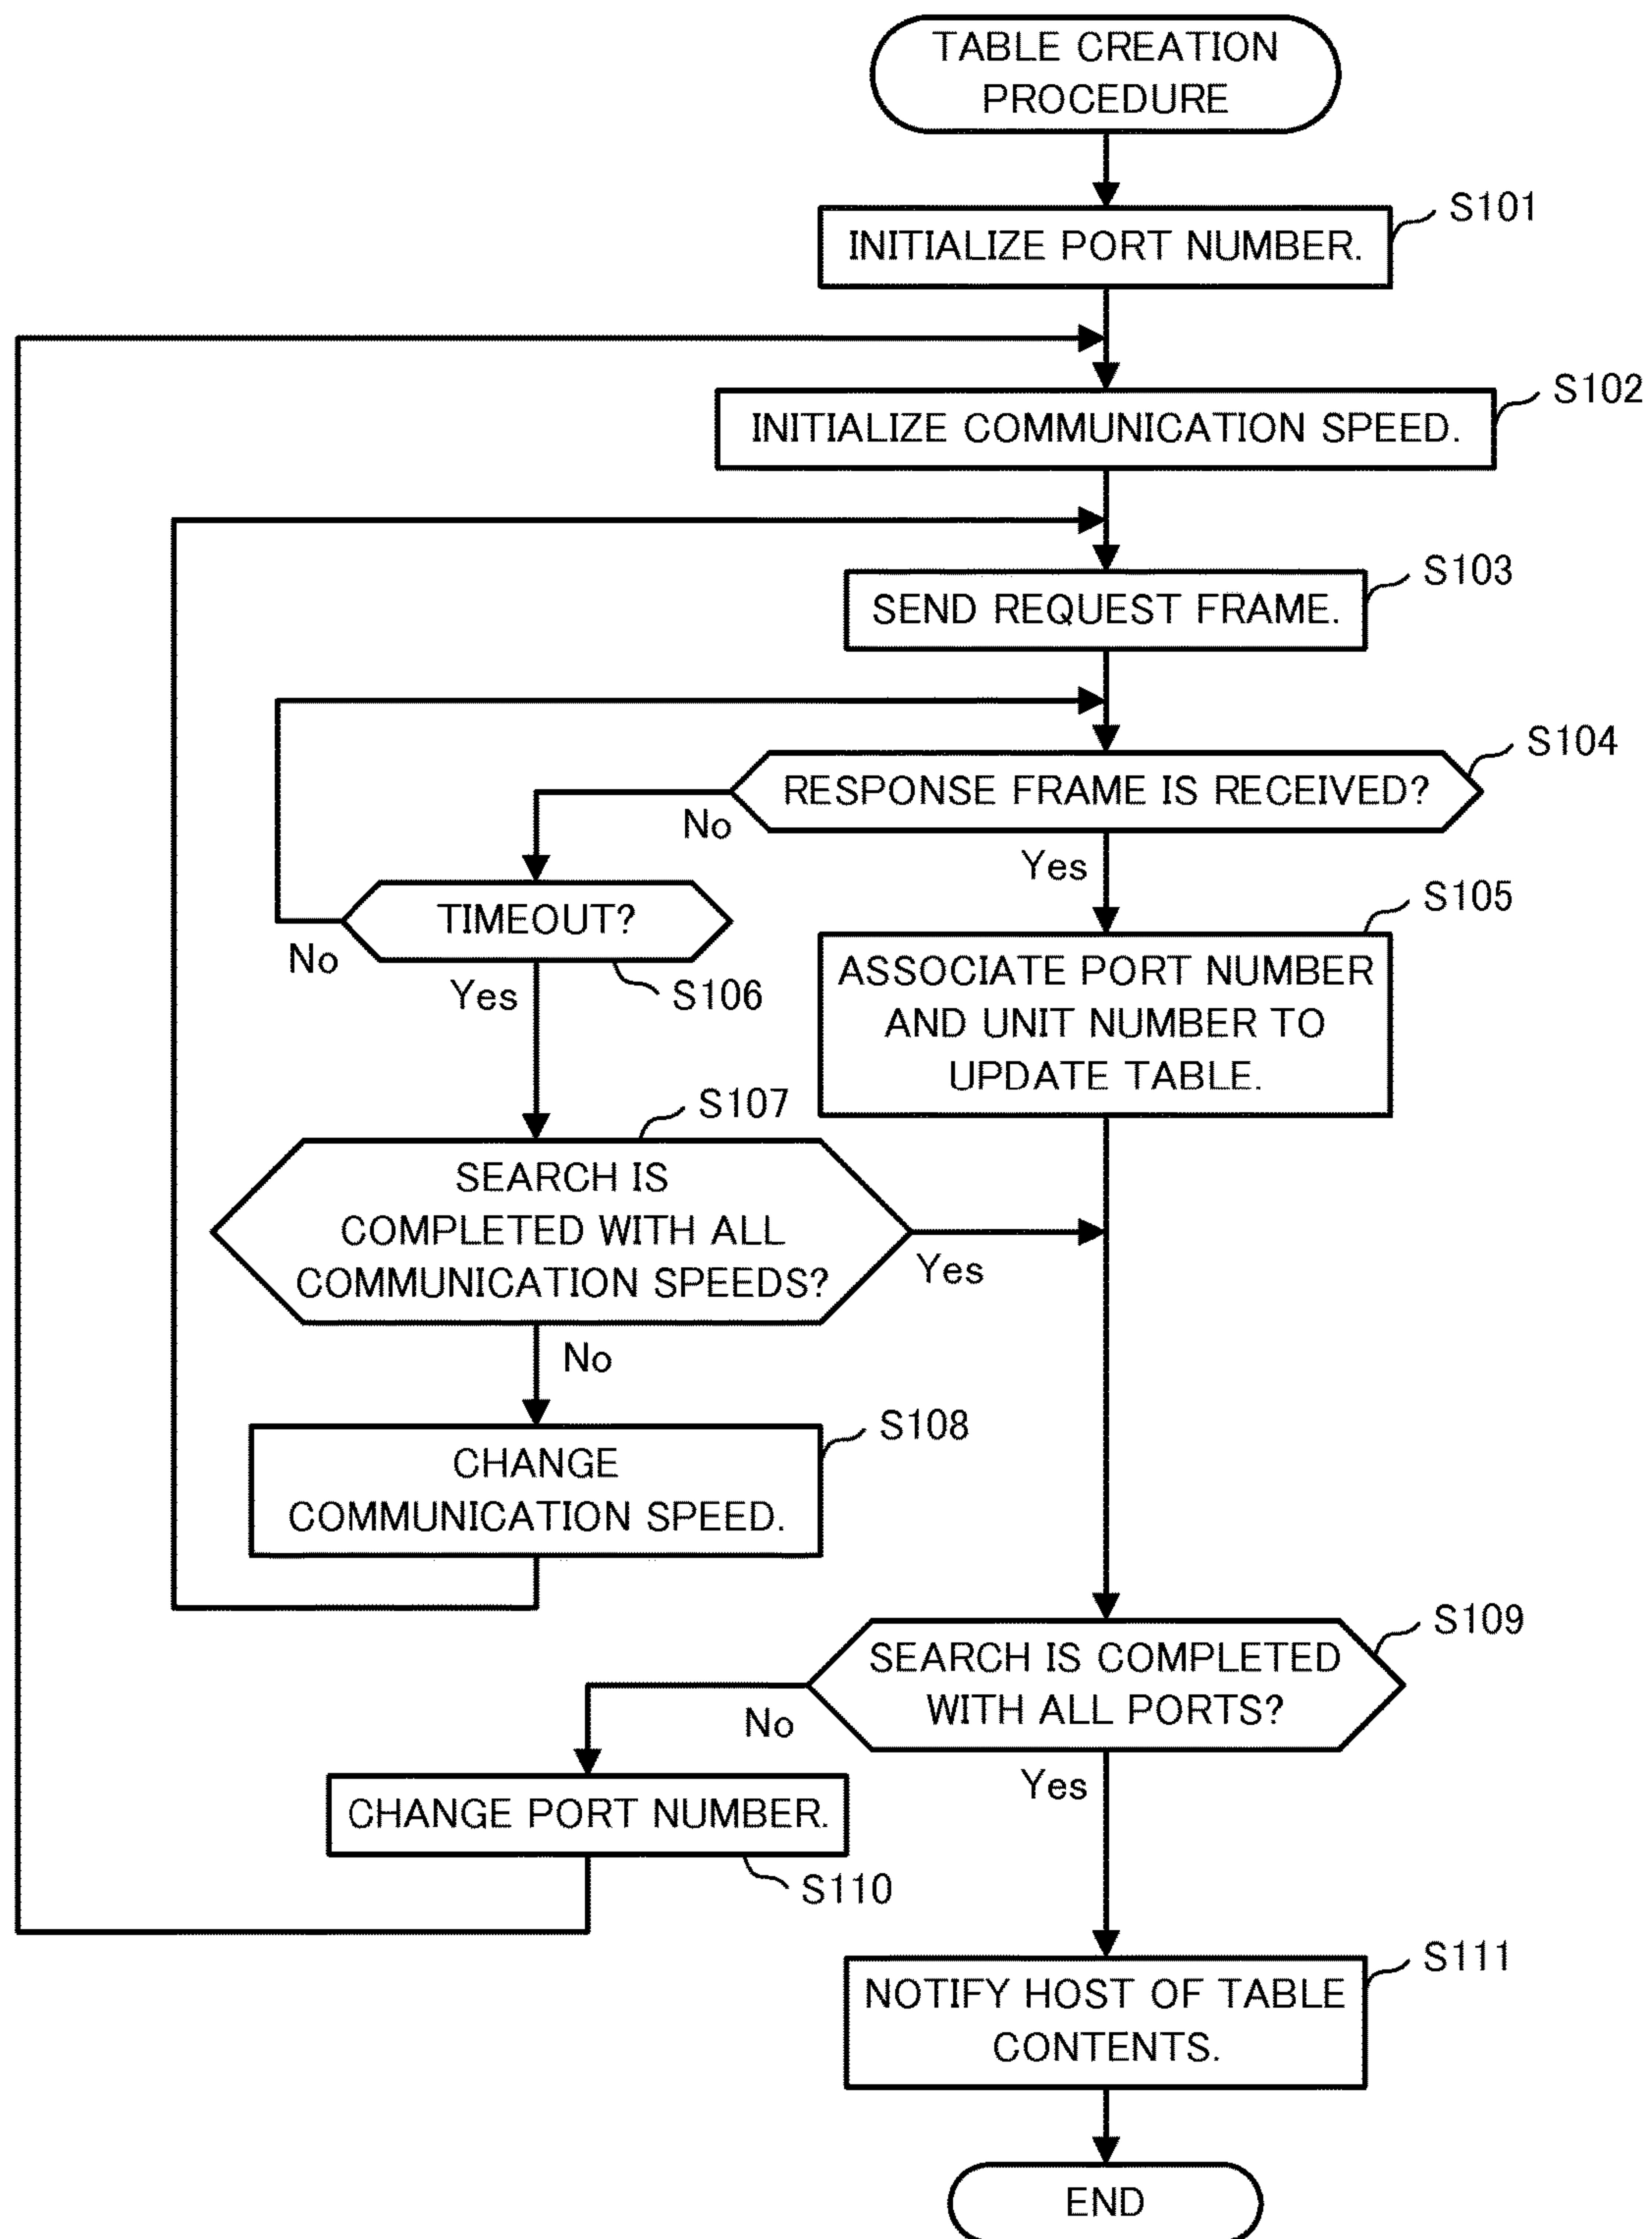 TABLE CREATION
PROCEDURE
S101
INITIALIZE PORT NUMBER.
S102
INITIALIZE COMMUNICATION SPEED.
S103
SEND REQUEST FRAME.
S104
RESPONSE FRAME IS RECEIVED?
No
Yes
TIMEOUT?
No
Yes
S106
S105
ASSOCIATE PORT NUMBER
AND UNIT NUMBER TO
UPDATE TABLE.
S107
SEARCH IS
COMPLETED WITH ALL
COMMUNICATION SPEEDS?
Yes
No
S108
CHANGE
COMMUNICATION SPEED.
S109
SEARCH IS COMPLETED
WITH ALL PORTS?
No
Yes
CHANGE PORT NUMBER.
S110
S111
NOTIFY HOST OF TABLE
CONTENTS.
END